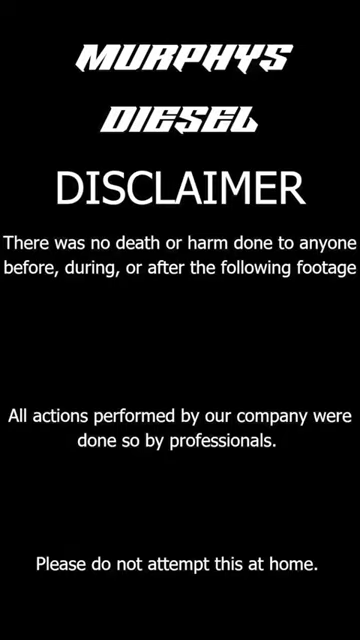 MURPHYS
DIESEL
DISCLAIMER
There was no death or harm done to anyone
before, during, or after the following footage
All actions performed by our company were
done so by professionals.
Please do not attempt this at home.